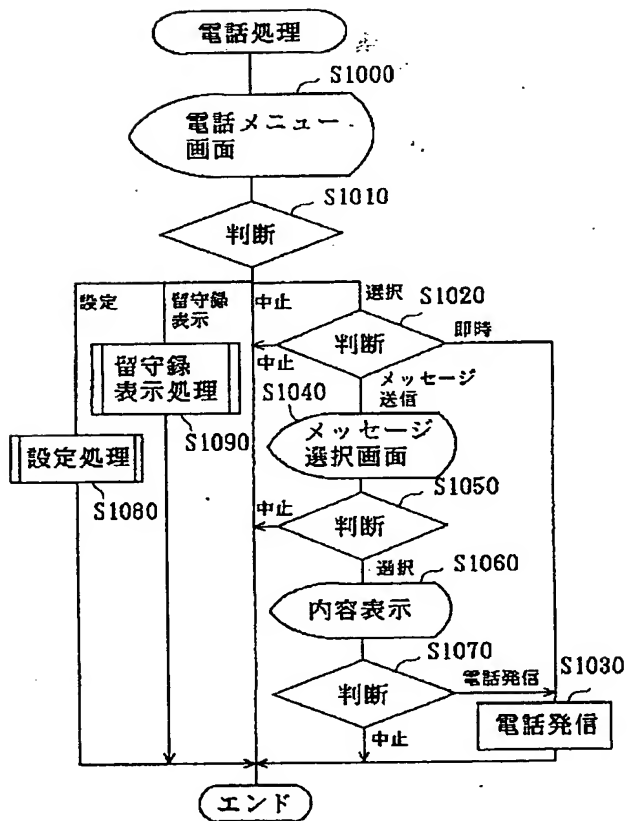 電話処理
S1000
電話メニュー
画面
S1010
判断
設定
留守録
表示
中止
選択
S1020
判断
即時
中止
留守録
表示処理
S1090
メッセージ
送信
S1040
メッセージ
選択画面
設定処理
S1080
S1050
判断
中止
選択
S1060
内容表示
S1070
判断
電話発信
S1030
電話発信
中止
エンド